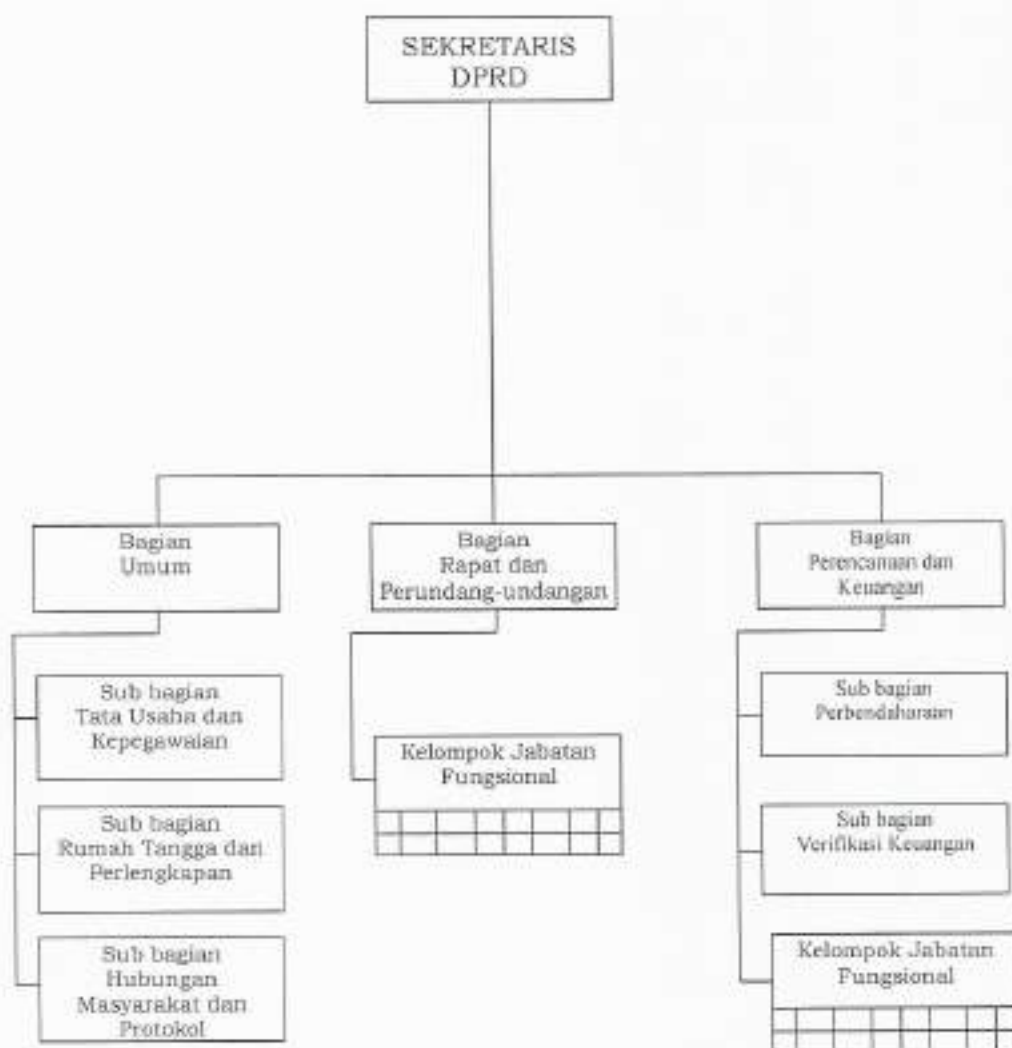 SEKRETARIS
DPRD
Bagian
Umum
Bagian
Rapat dan
Perundang-undangan
Bagian
Perencanaan dan
Keuangan
Sub bagian
Tata Usaha dan
Kepegawaian
Sub bagian
Rumah Tangga dan
Perlengkapan
Sub bagian
Hubungan
Masyarakat dan
Protokol
Kelompok Jabatan
Fungsional
Sub bagian
Perbendaharaan
Sub bagian
Verifikasi Keuangan
Kelompok Jabatan
Fungsional